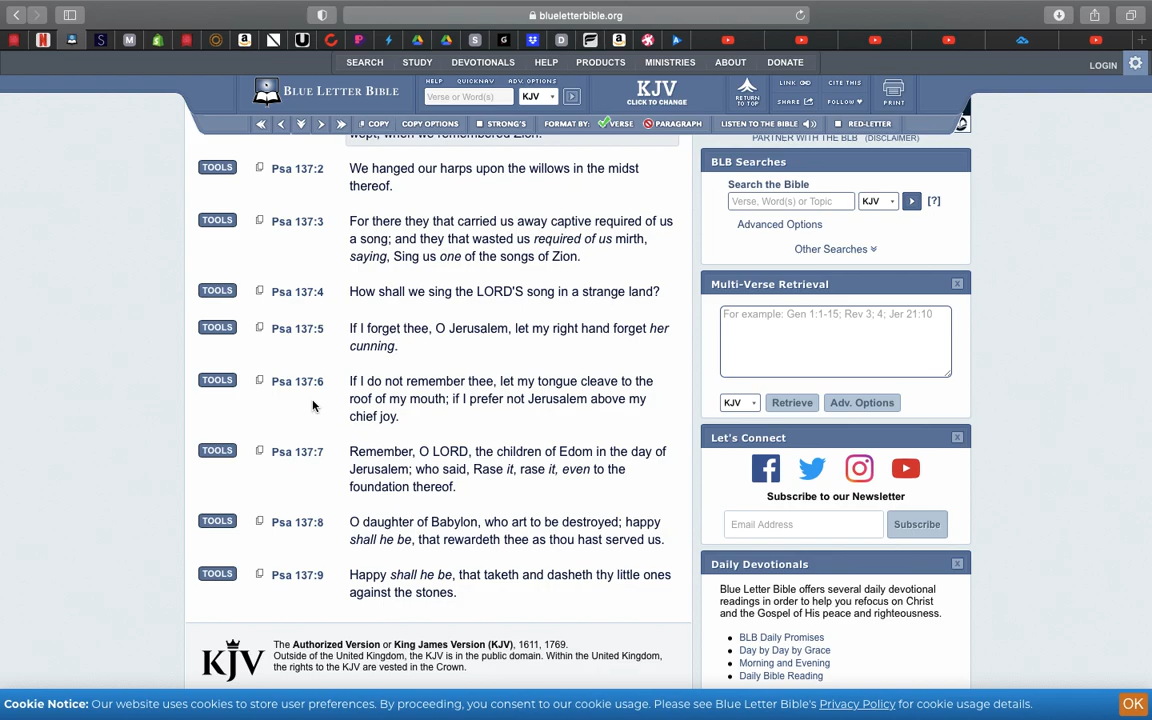 blueletterbible.org
SEARCH STUDY DEVOTIONALS HELP PRODUCTS MINISTRIES ABOUT DONATE LOGIN
BLUE LETTER BIBLE
HELP QUICKNAV ADV. OPTIONS
Verse or Word(s) KJV
KJV
CLICK TO CHANGE
RETURN
TO TOP
LINK CITE THIS
SHARE FOLLOW
PRINT
COPY COPY OPTIONS STRONG'S FORMAT BY: VERSE PARAGRAPH LISTEN TO THE BIBLE RED-LETTER
wept, when we remembered Zion.
TOOLS Psa 137:2 We hanged our harps upon the willows in the midst
thereof.
TOOLS Psa 137:3 For there they that carried us away captive required of us
a song; and they that wasted us required of us mirth,
saying, Sing us one of the songs of Zion.
TOOLS Psa 137:4 How shall we sing the LORD'S song in a strange land?
TOOLS Psa 137:5 If I forget thee, O Jerusalem, let my right hand forget her
cunning.
TOOLS Psa 137:6 If I do not remember thee, let my tongue cleave to the
roof of my mouth; if I prefer not Jerusalem above my
chief joy.
TOOLS Psa 137:7 Remember, O LORD, the children of Edom in the day of
Jerusalem; who said, Rase it, rase it, even to the
foundation thereof.
TOOLS Psa 137:8 O daughter of Babylon, who art to be destroyed; happy
shall he be, that rewardeth thee as thou hast served us.
TOOLS Psa 137:9 Happy shall he be, that taketh and dasheth thy little ones
against the stones.
KJV
The Authorized Version or King James Version (KJV), 1611, 1769.
Outside of the United Kingdom, the KJV is in the public domain. Within the United Kingdom,
the rights to the KJV are vested in the Crown.
PARTNER WITH THE BLB (DISCLAIMER)
BLB Searches
Search the Bible
Verse, Word(s) or Topic KJV [?]
Advanced Options
Other Searches
Multi-Verse Retrieval X
For example: Gen 1:1-15; Rev 3; 4; Jer 21:10
KJV Retrieve Adv. Options
Let's Connect X
Subscribe to our Newsletter
Email Address Subscribe
Daily Devotionals X
Blue Letter Bible offers several daily devotional
readings in order to help you refocus on Christ
and the Gospel of His peace and righteousness.
BLB Daily Promises
Day by Day by Grace
Morning and Evening
Daily Bible Reading
Cookie Notice: Our website uses cookies to store user preferences. By proceeding, you consent to our cookie usage. Please see Blue Letter Bible's Privacy Policy for cookie usage details. OK